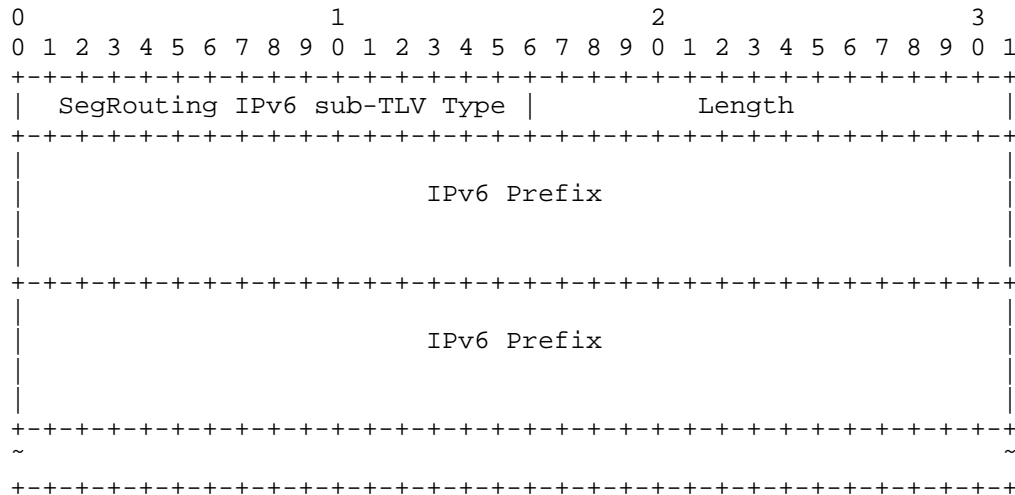 0                   1                   2                   3
0 1 2 3 4 5 6 7 8 9 0 1 2 3 4 5 6 7 8 9 0 1 2 3 4 5 6 7 8 9 0 1
+-+-+-+-+-+-+-+-+-+-+-+-+-+-+-+-+-+-+-+-+-+-+-+-+-+-+-+-+-+-+-+
|  SegRouting IPv6 sub-TLV Type |          Length             |
+-+-+-+-+-+-+-+-+-+-+-+-+-+-+-+-+-+-+-+-+-+-+-+-+-+-+-+-+-+-+-+
|                                                             |
|                         IPv6 Prefix                         |
|                                                             |
|                                                             |
+-+-+-+-+-+-+-+-+-+-+-+-+-+-+-+-+-+-+-+-+-+-+-+-+-+-+-+-+-+-+-+
|                                                             |
|                         IPv6 Prefix                         |
|                                                             |
|                                                             |
+-+-+-+-+-+-+-+-+-+-+-+-+-+-+-+-+-+-+-+-+-+-+-+-+-+-+-+-+-+-+-+
~                                                             ~
+-+-+-+-+-+-+-+-+-+-+-+-+-+-+-+-+-+-+-+-+-+-+-+-+-+-+-+-+-+-+-+